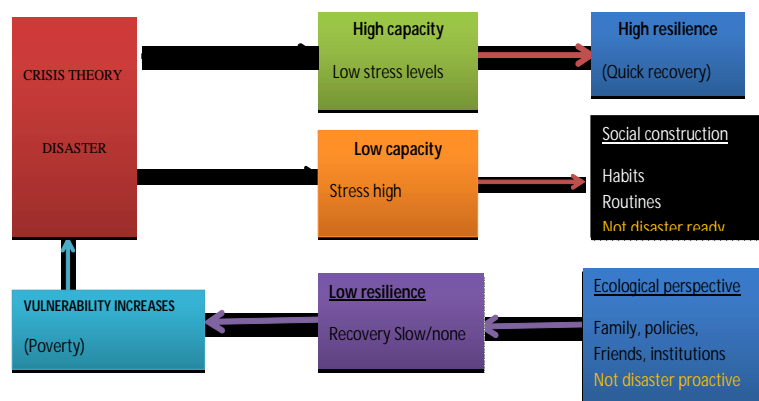 CRISIS THEORY
DISASTER
High capacity
Low stress levels
High resilience
(Quick recovery)
Low capacity
Stress high
Social construction
Habits
Routines
Not disaster ready
Ecological perspective
Family, policies,
Friends, institutions
Not disaster proactive
Low resilience
Recovery Slow/none
VULNERABILITY INCREASES
(Poverty)